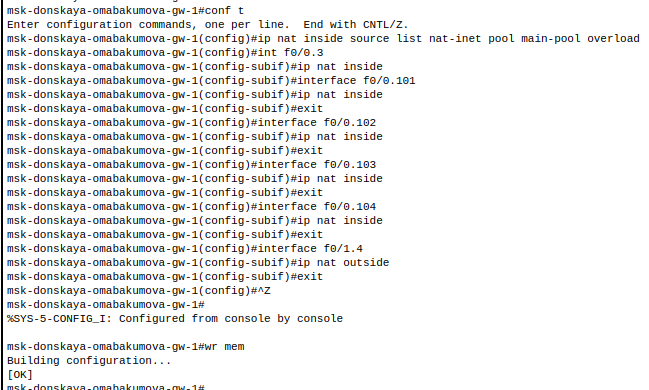 msk-donskaya-omabakumova-gw-1#conf t
Enter configuration commands, one per line.  End with CNTL/Z.
msk-donskaya-omabakumova-gw-1(config)#ip nat inside source list nat-inet pool main-pool overload
msk-donskaya-omabakumova-gw-1(config)#int f0/0.3
msk-donskaya-omabakumova-gw-1(config-subif)#ip nat inside
msk-donskaya-omabakumova-gw-1(config-subif)#interface f0/0.101
msk-donskaya-omabakumova-gw-1(config-subif)#ip nat inside
msk-donskaya-omabakumova-gw-1(config-subif)#exit
msk-donskaya-omabakumova-gw-1(config)#interface f0/0.102
msk-donskaya-omabakumova-gw-1(config-subif)#ip nat inside
msk-donskaya-omabakumova-gw-1(config-subif)#exit
msk-donskaya-omabakumova-gw-1(config)#interface f0/0.103
msk-donskaya-omabakumova-gw-1(config-subif)#ip nat inside
msk-donskaya-omabakumova-gw-1(config-subif)#exit
msk-donskaya-omabakumova-gw-1(config)#interface f0/0.104
msk-donskaya-omabakumova-gw-1(config-subif)#ip nat inside
msk-donskaya-omabakumova-gw-1(config-subif)#exit
msk-donskaya-omabakumova-gw-1(config)#interface f0/1.4
msk-donskaya-omabakumova-gw-1(config-subif)#ip nat outside
msk-donskaya-omabakumova-gw-1(config-subif)#exit
msk-donskaya-omabakumova-gw-1(config)#^Z
msk-donskaya-omabakumova-gw-1#
%SYS-5-CONFIG_I: Configured from console by console
msk-donskaya-omabakumova-gw-1#wr mem
Building configuration...
[OK]
msk-donskaya-omabakumova-gw-1#